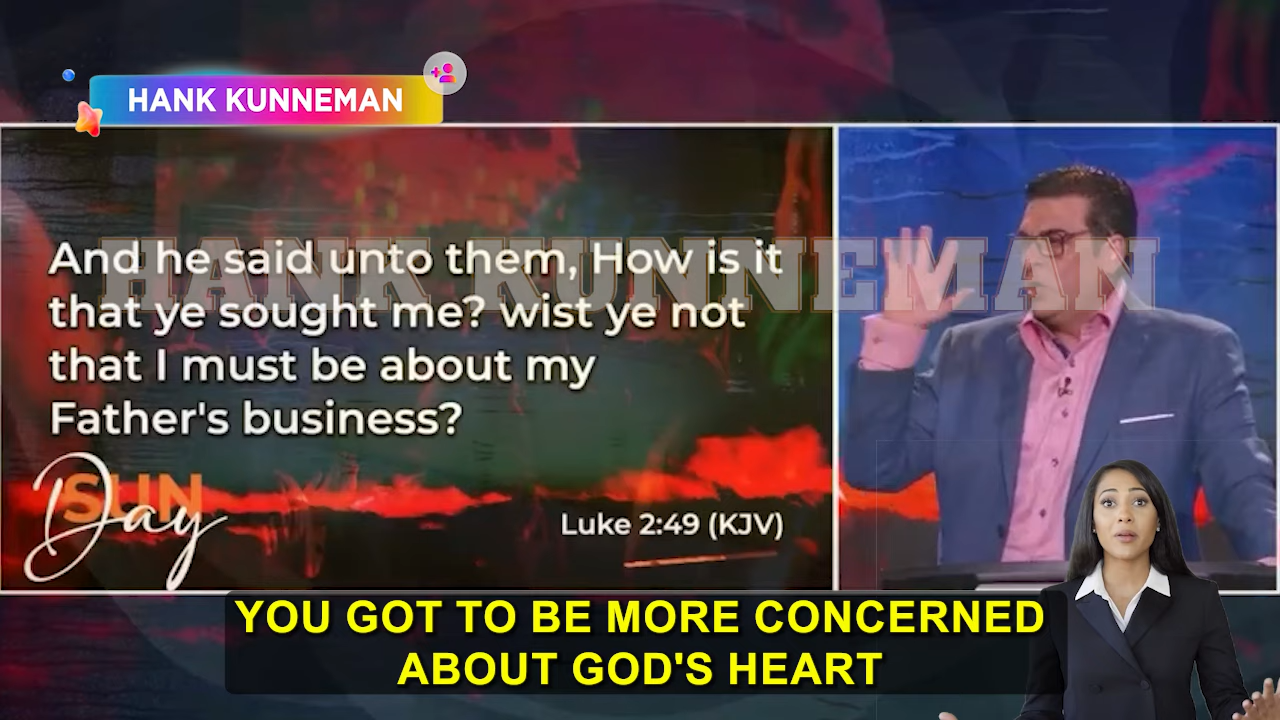 HANK KUNNEMAN
And he said unto them, How is it
that ye sought me? wist ye not
that I must be about my
Father's business?
HANK KUNNEMAN
SUN
Day
Luke 2:49 (KJV)
YOU GOT TO BE MORE CONCERNED
ABOUT GOD'S HEART